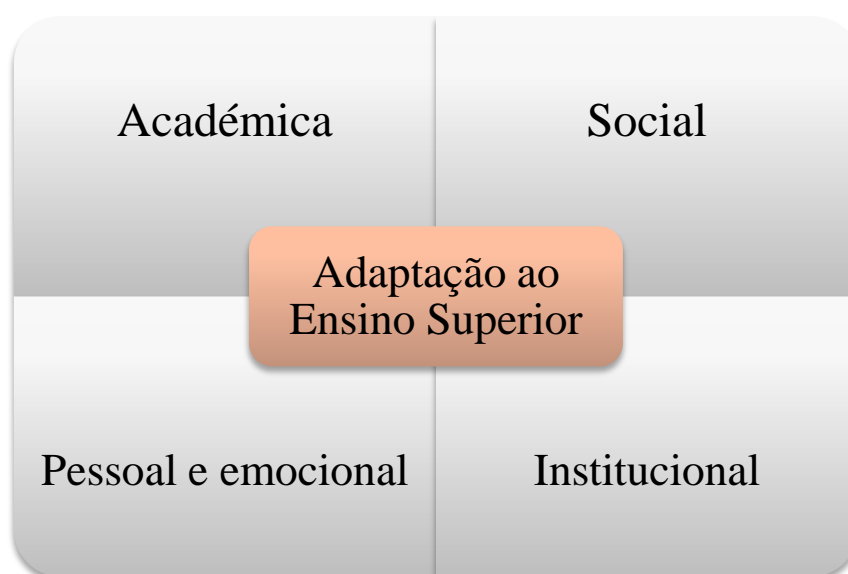 Académica
Social
Adaptação ao
Ensino Superior
Pessoal e emocional
Institucional